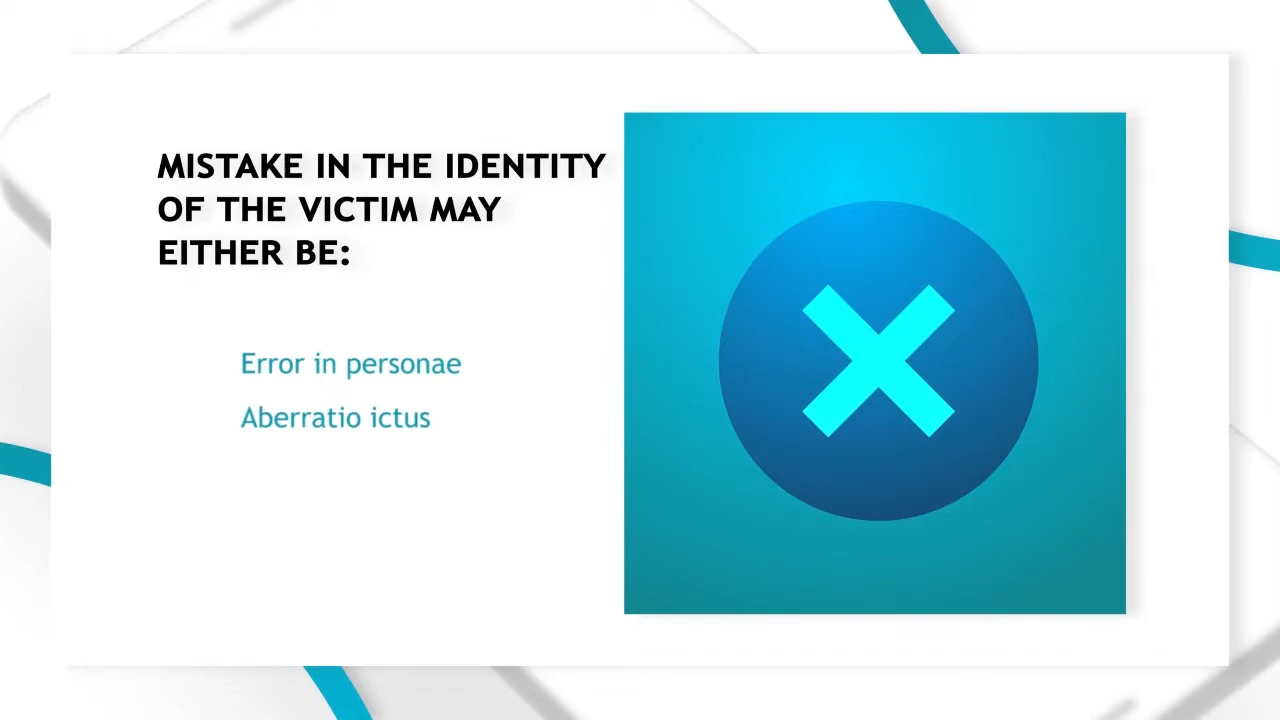 MISTAKE IN THE IDENTITY
OF THE VICTIM MAY
EITHER BE:
Error in personae
Aberratio ictus